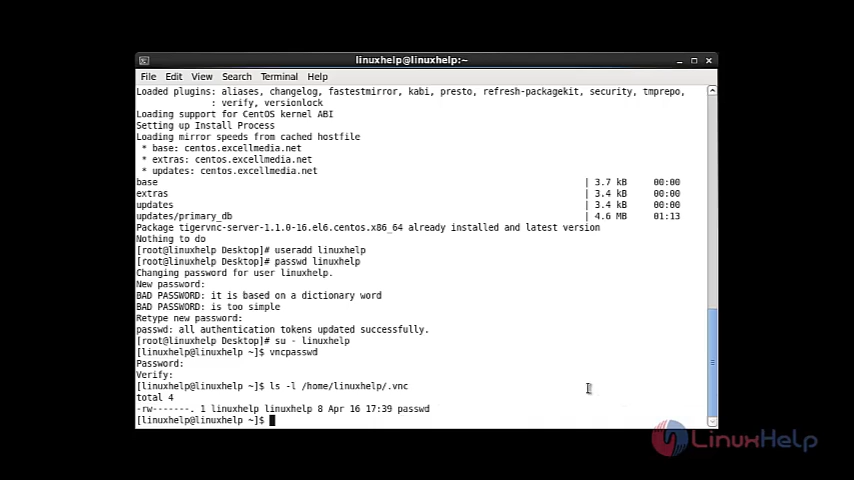 linuxhelp@linuxhelp:~
File Edit View Search Terminal Help
Loaded plugins: aliases, changelog, fastestmirror, kabi, presto, refresh-packagekit, security, tmprepo,
: verify, versionlock
Loading support for CentOS kernel ABI
Setting up Install Process
Loading mirror speeds from cached hostfile
* base: centos.excellmedia.net
* extras: centos.excellmedia.net
* updates: centos.excellmedia.net
base | 3.7 kB 00:00
extras | 3.4 kB 00:00
updates | 3.4 kB 00:00
updates/primary_db | 4.6 MB 01:13
Package tigervnc-server-1.1.0-16.el6.centos.x86_64 already installed and latest version
Nothing to do
[root@linuxhelp Desktop]# useradd linuxhelp
[root@linuxhelp Desktop]# passwd linuxhelp
Changing password for user linuxhelp.
New password:
BAD PASSWORD: it is based on a dictionary word
BAD PASSWORD: is too simple
Retype new password:
passwd: all authentication tokens updated successfully.
[root@linuxhelp Desktop]# su - linuxhelp
[linuxhelp@linuxhelp ~]$ vncpasswd
Password:
Verify:
[linuxhelp@linuxhelp ~]$ ls -l /home/linuxhelp/.vnc
total 4
-rw-------. 1 linuxhelp linuxhelp 8 Apr 16 17:39 passwd
[linuxhelp@linuxhelp ~]$
LinuxHelp